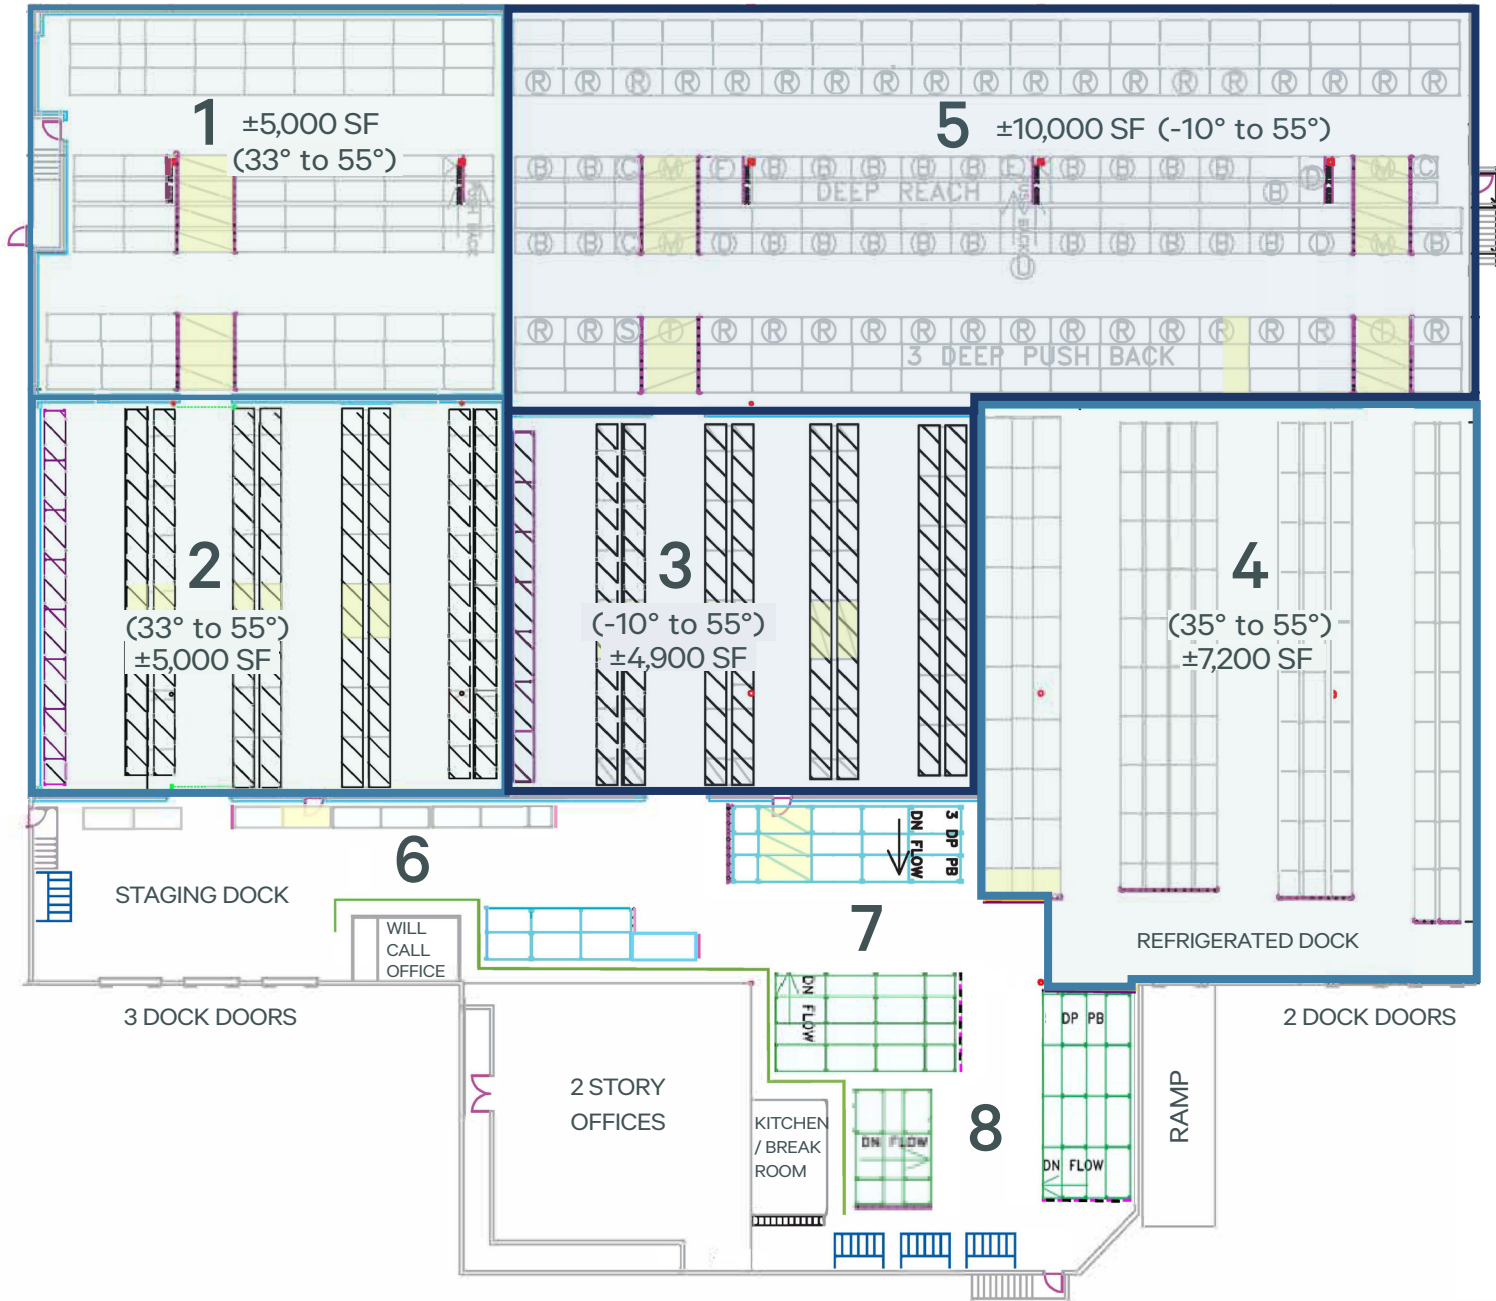 1 ±5,000 SF
(33° to 55°)
5 ±10,000 SF (-10° to 55°)
R R R R R R R R R R R R R R R R R R R
B B C M E B B B B B E B B B B D M C
DEEP REACH
B
PUSH BACK
PUSH BACK
B B C M D B B B B B B B B B B D M B
U
R R S T R R R R R R R R R R R R T R
3 DEEP PUSH BACK
2
(33° to 55°)
±5,000 SF
3
(-10° to 55°)
±4,900 SF
4
(35° to 55°)
±7,200 SF
6
3 DP PB
DN FLOW
STAGING DOCK
7
WILL
CALL
OFFICE
REFRIGERATED DOCK
3 DOCK DOORS
DN FLOW
DP PB
2 DOCK DOORS
2 STORY
OFFICES
KITCHEN
/ BREAK
ROOM
8
DN FLOW
DN FLOW
RAMP